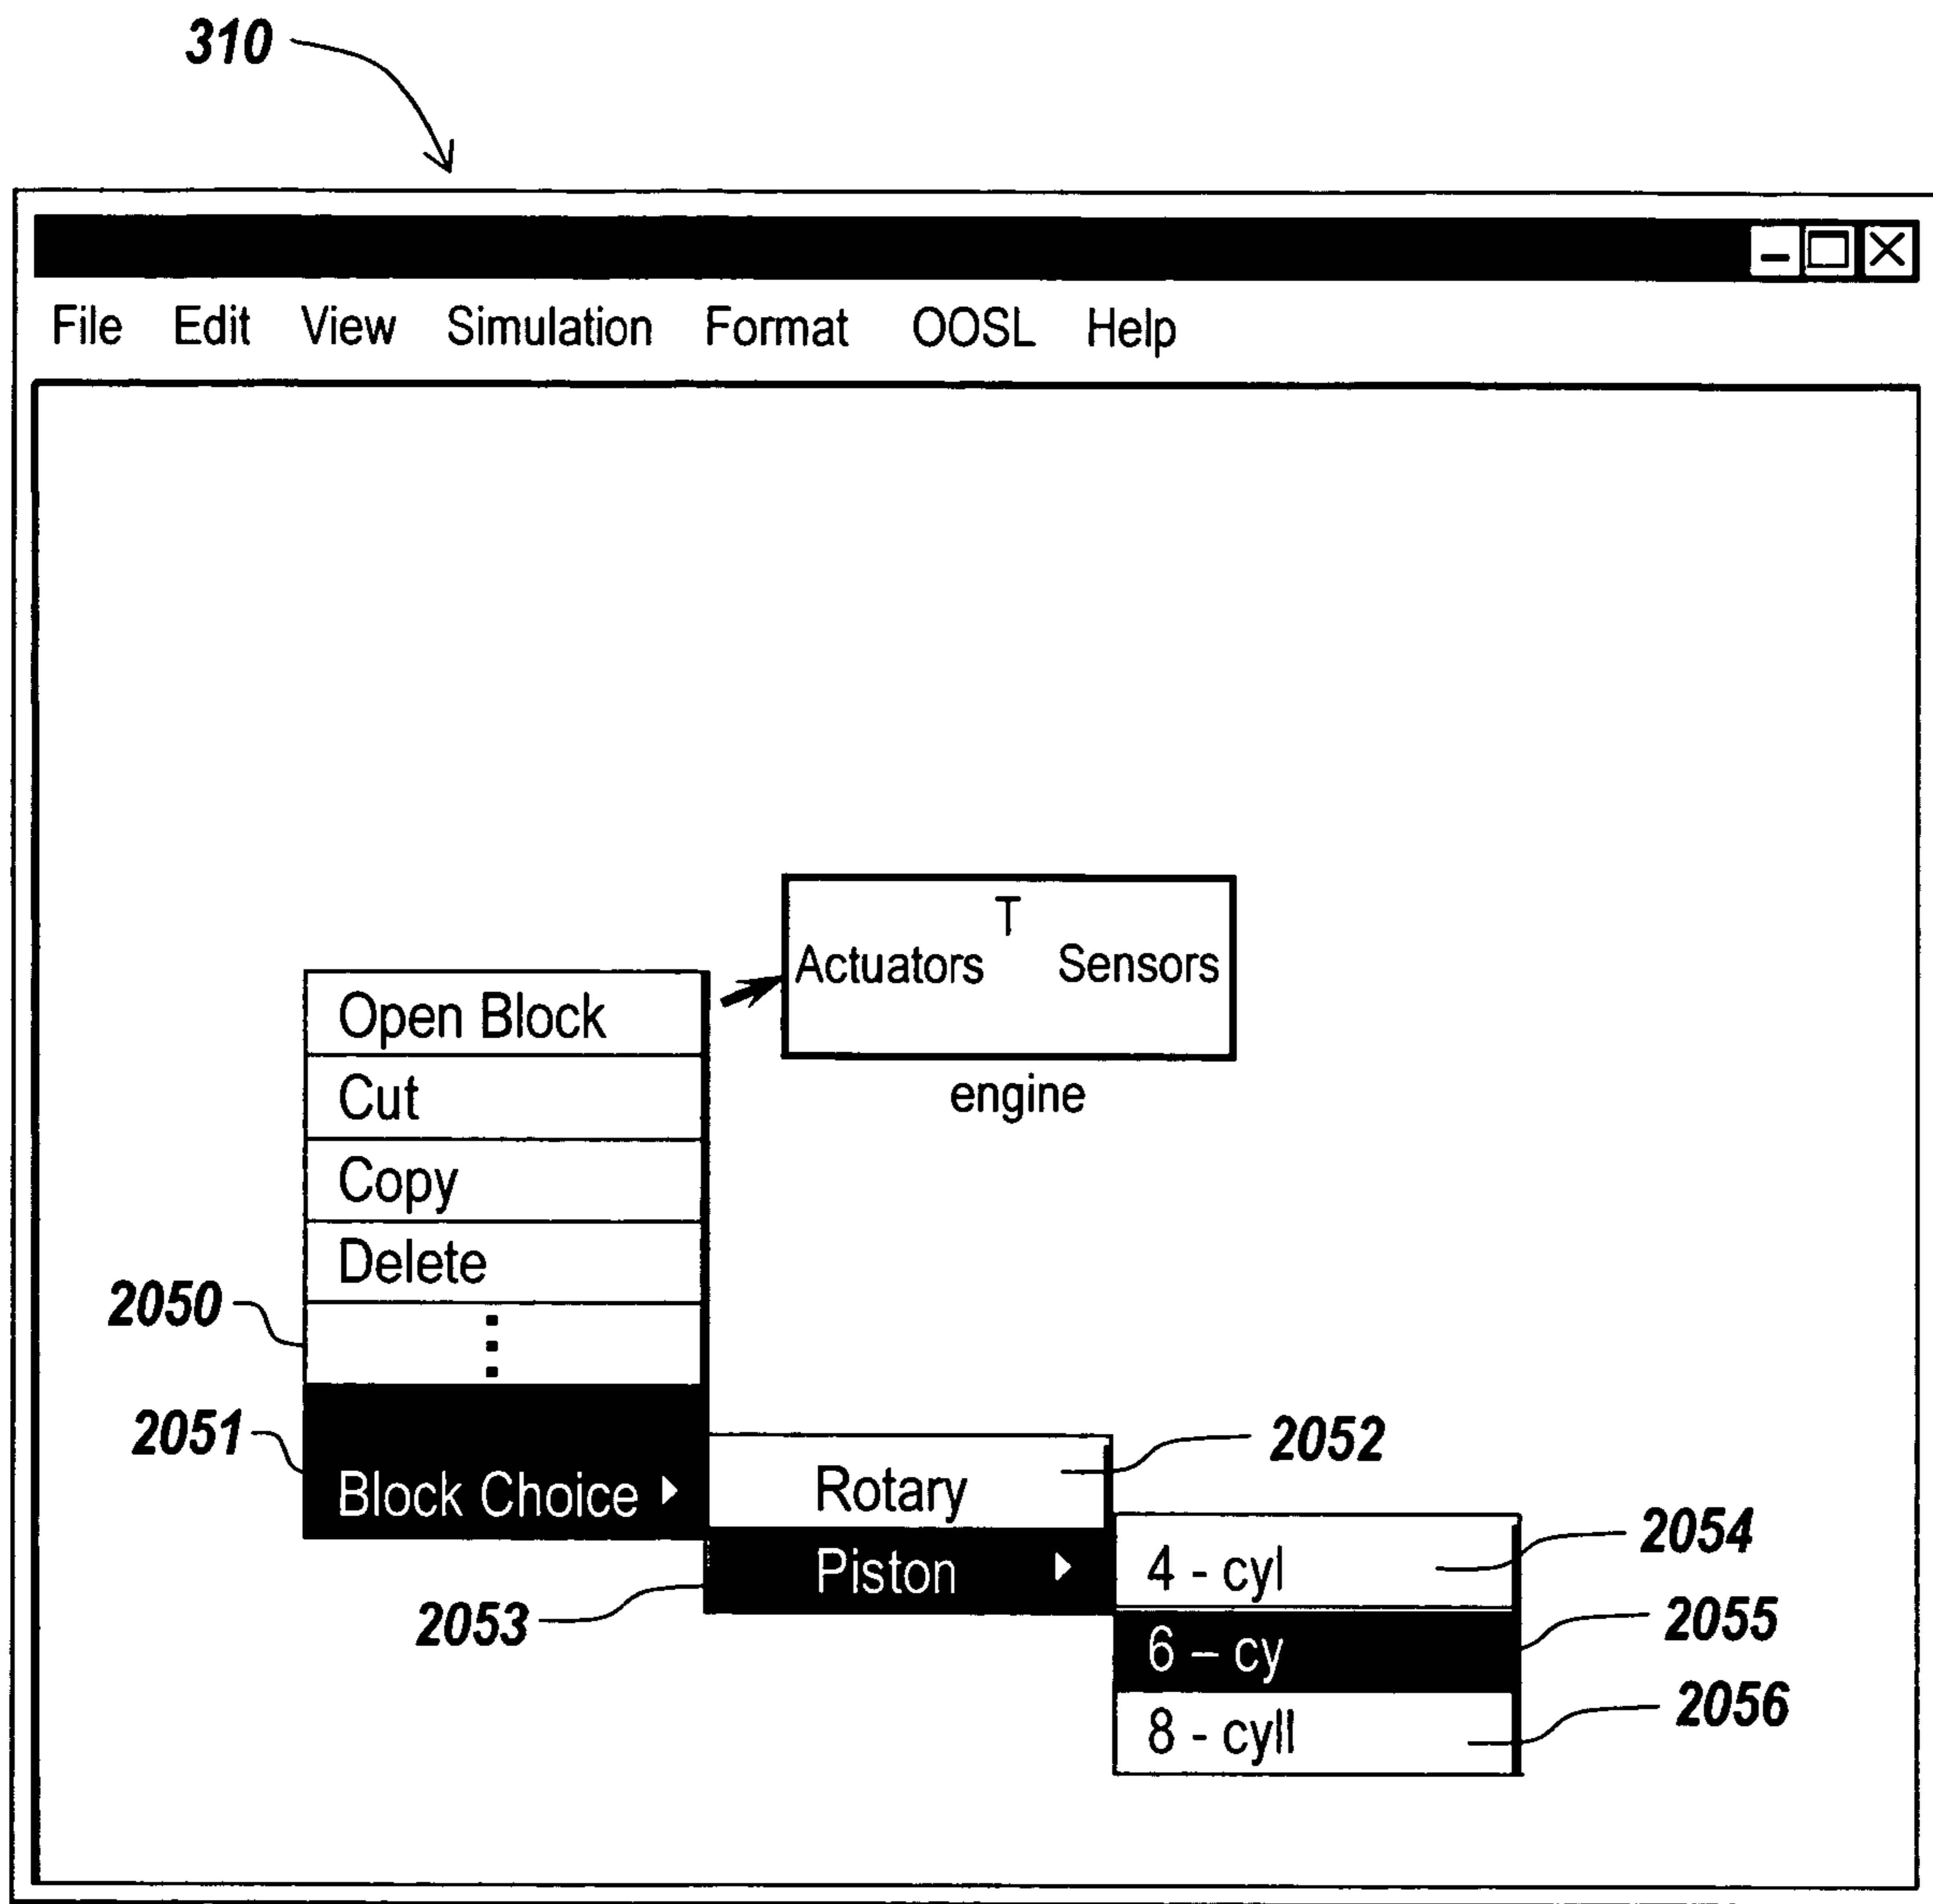 310
File Edit View Simulation Format OOSL Help
T
Actuators Sensors
engine
Open Block
Cut
Copy
Delete
2050
2051
Block Choice
Rotary
2052
Piston
2053
4 - cyl
2054
6 – cy
2055
8 - cyll
2056